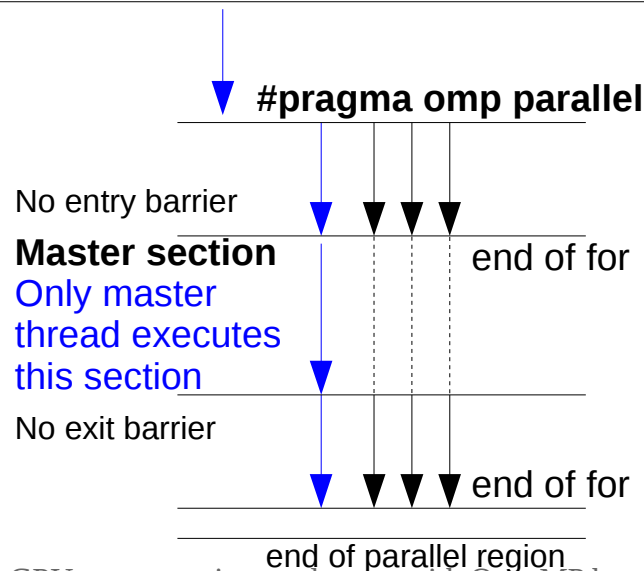 #pragma omp parallel
No entry barrier
Master section
end of for
Only master
thread executes
this section
No exit barrier
end of for
end of parallel region